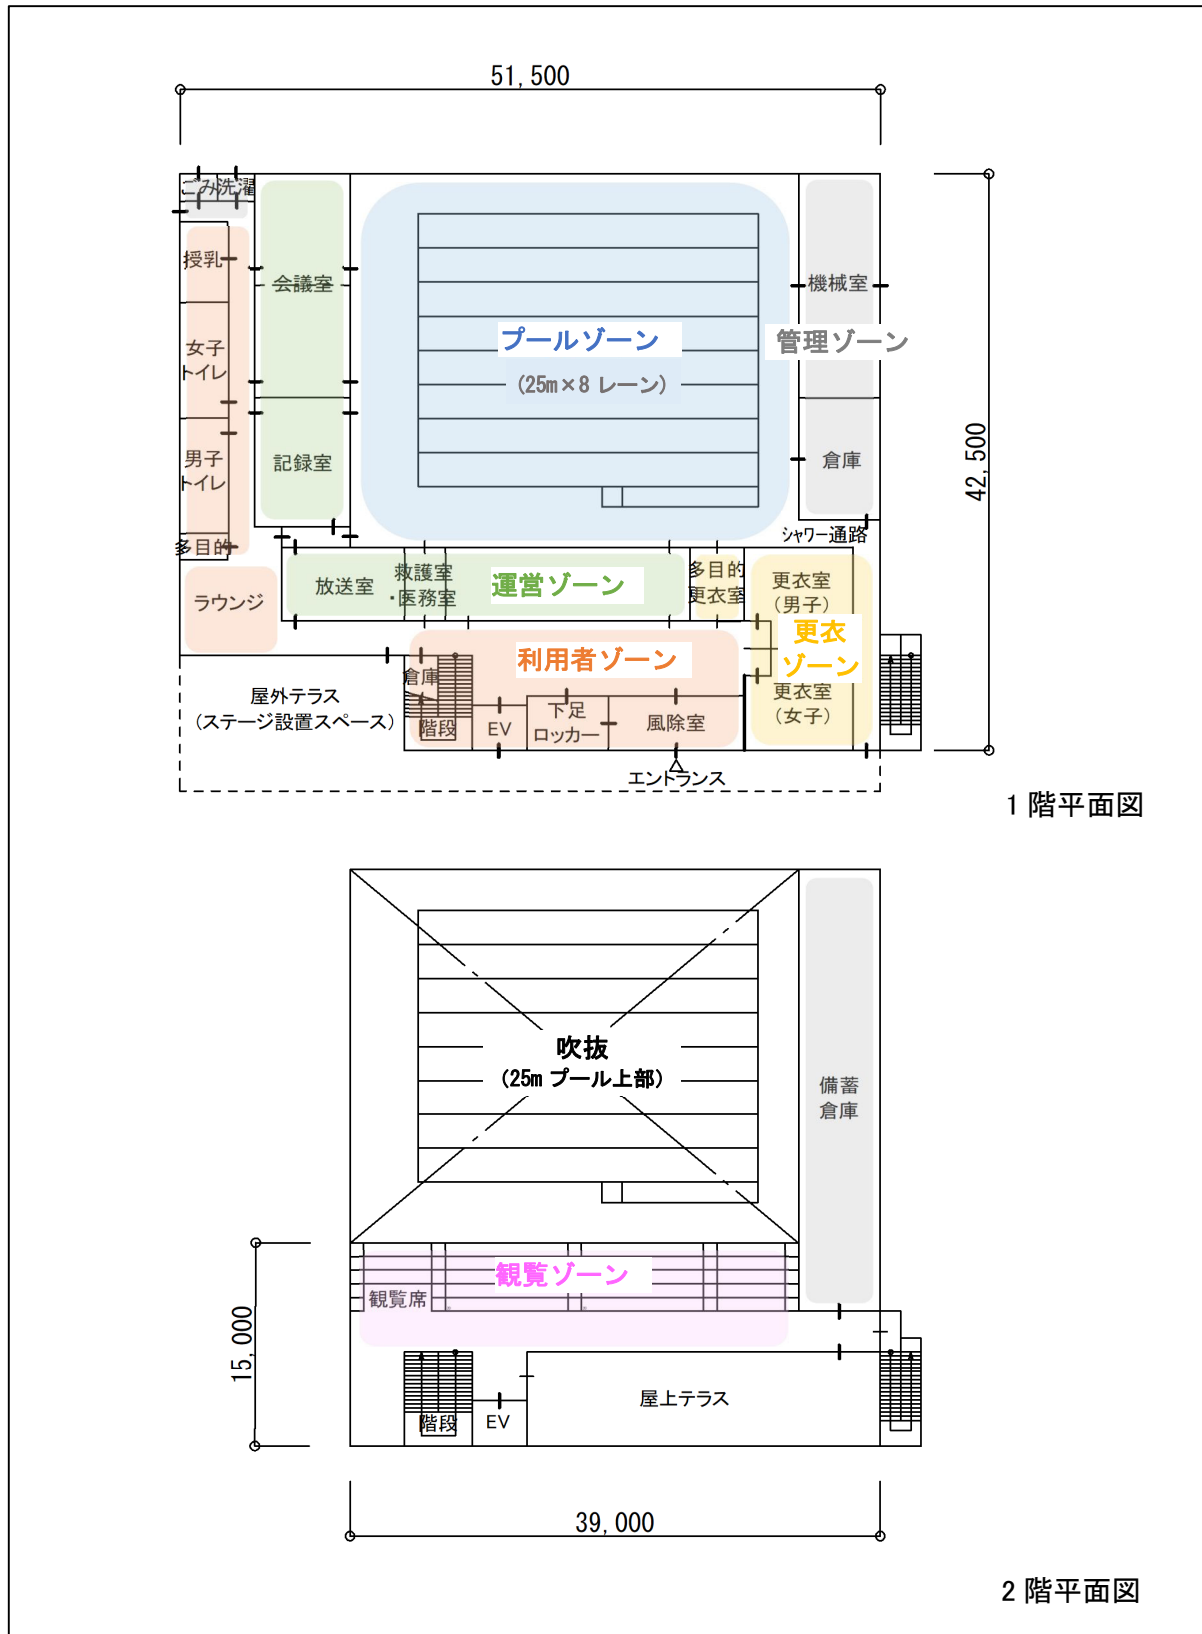 51,500
ごみ洗濯
授乳
会議室
機械室
プールゾーン
管理ゾーン
女子
トイレ
(25m×8 レーン)
42,500
男子
トイレ
記録室
倉庫
シャワー通路
多目的
放送室
救護室
・医務室
運営ゾーン
多目的
更衣室
更衣室
(男子)
ラウンジ
更衣
ゾーン
利用者ゾーン
倉庫
屋外テラス
(ステージ設置スペース)
階段
EV
下足
ロッカー
風除室
更衣室
(女子)
エントランス
1 階平面図
吹抜
(25m プール上部)
備蓄
倉庫
観覧ゾーン
観覧席
15,000
屋上テラス
階段
EV
39,000
2 階平面図